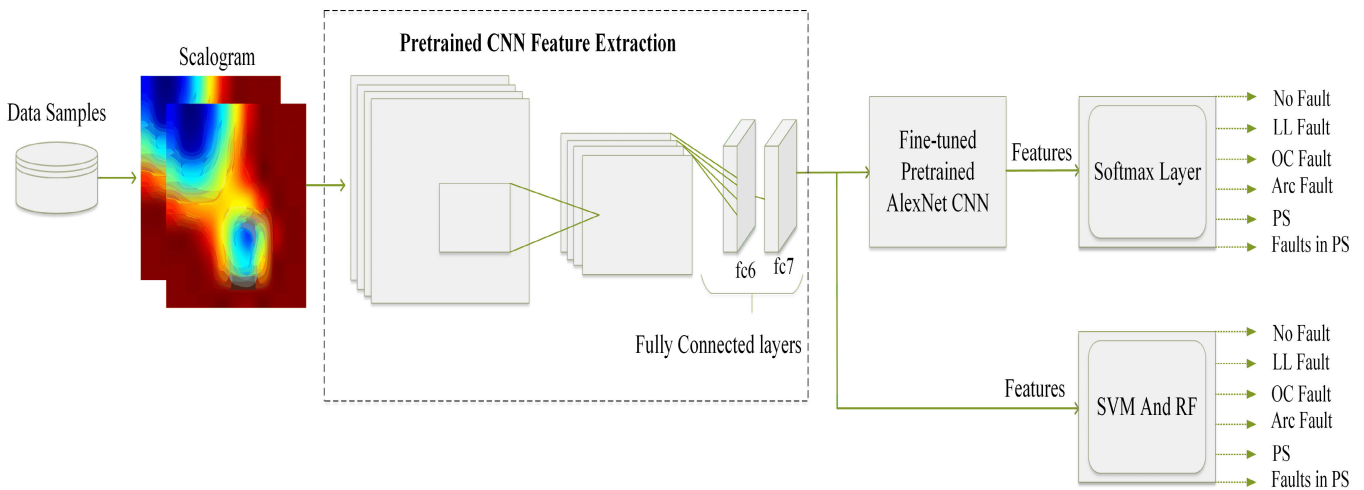 Pretrained CNN Feature Extraction
Scalogram
Data Samples
fc6
fc7
Fully Connected layers
Fine-tuned
Pretrained
AlexNet CNN
Features
Softmax Layer
No Fault
LL Fault
OC Fault
Arc Fault
PS
Faults in PS
Features
SVM And RF
No Fault
LL Fault
OC Fault
Arc Fault
PS
Faults in PS